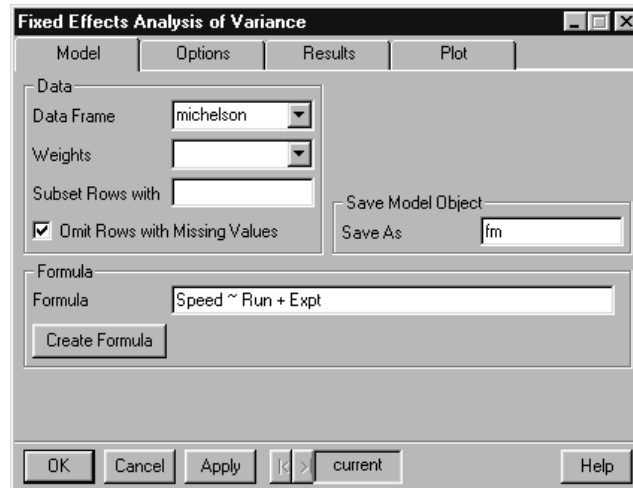 Fixed Effects Analysis of Variance
Model Options Results Plot
Data
Data Frame michelson
Weights
Subset Rows with
Omit Rows with Missing Values
Save Model Object
Save As fm
Formula
Formula Speed ~ Run + Expt
Create Formula
OK Cancel Apply current Help